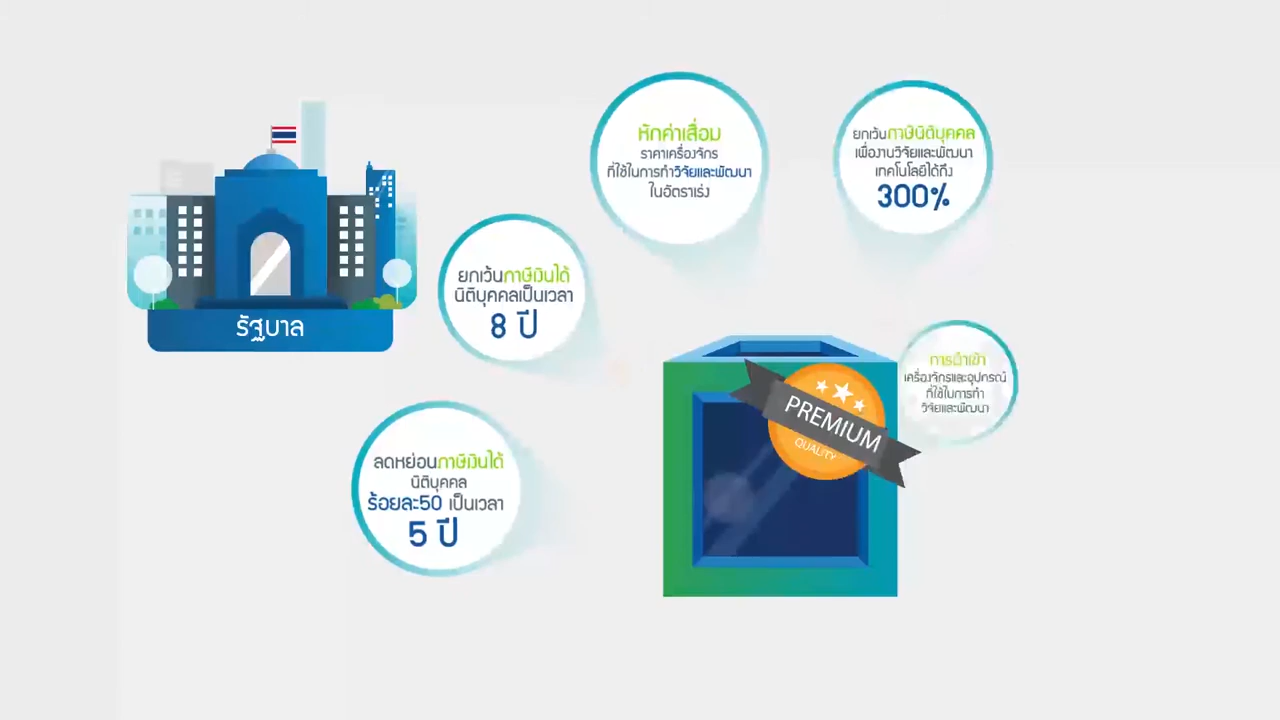 รัฐบาล
ลดหย่อนภาษีเงินได้
นิติบุคคล
ร้อยละ50 เป็นเวลา
5 ปี
ยกเว้นภาษีเงินได้
นิติบุคคลเป็นเวลา
8 ปี
หักค่าเสื่อม
ราคาเครื่องจักร
ที่ใช้ในการทำวิจัยและพัฒนา
ในอัตราเร่ง
ยกเว้นภาษีนิติบุคคล
เพื่องานวิจัยและพัฒนา
เทคโนโลยีได้ถึง
300%
การนำเข้า
เครื่องจักรและอุปกรณ์
ที่ใช้ในการทำ
วิจัยและพัฒนา
PREMIUM
QUALITY